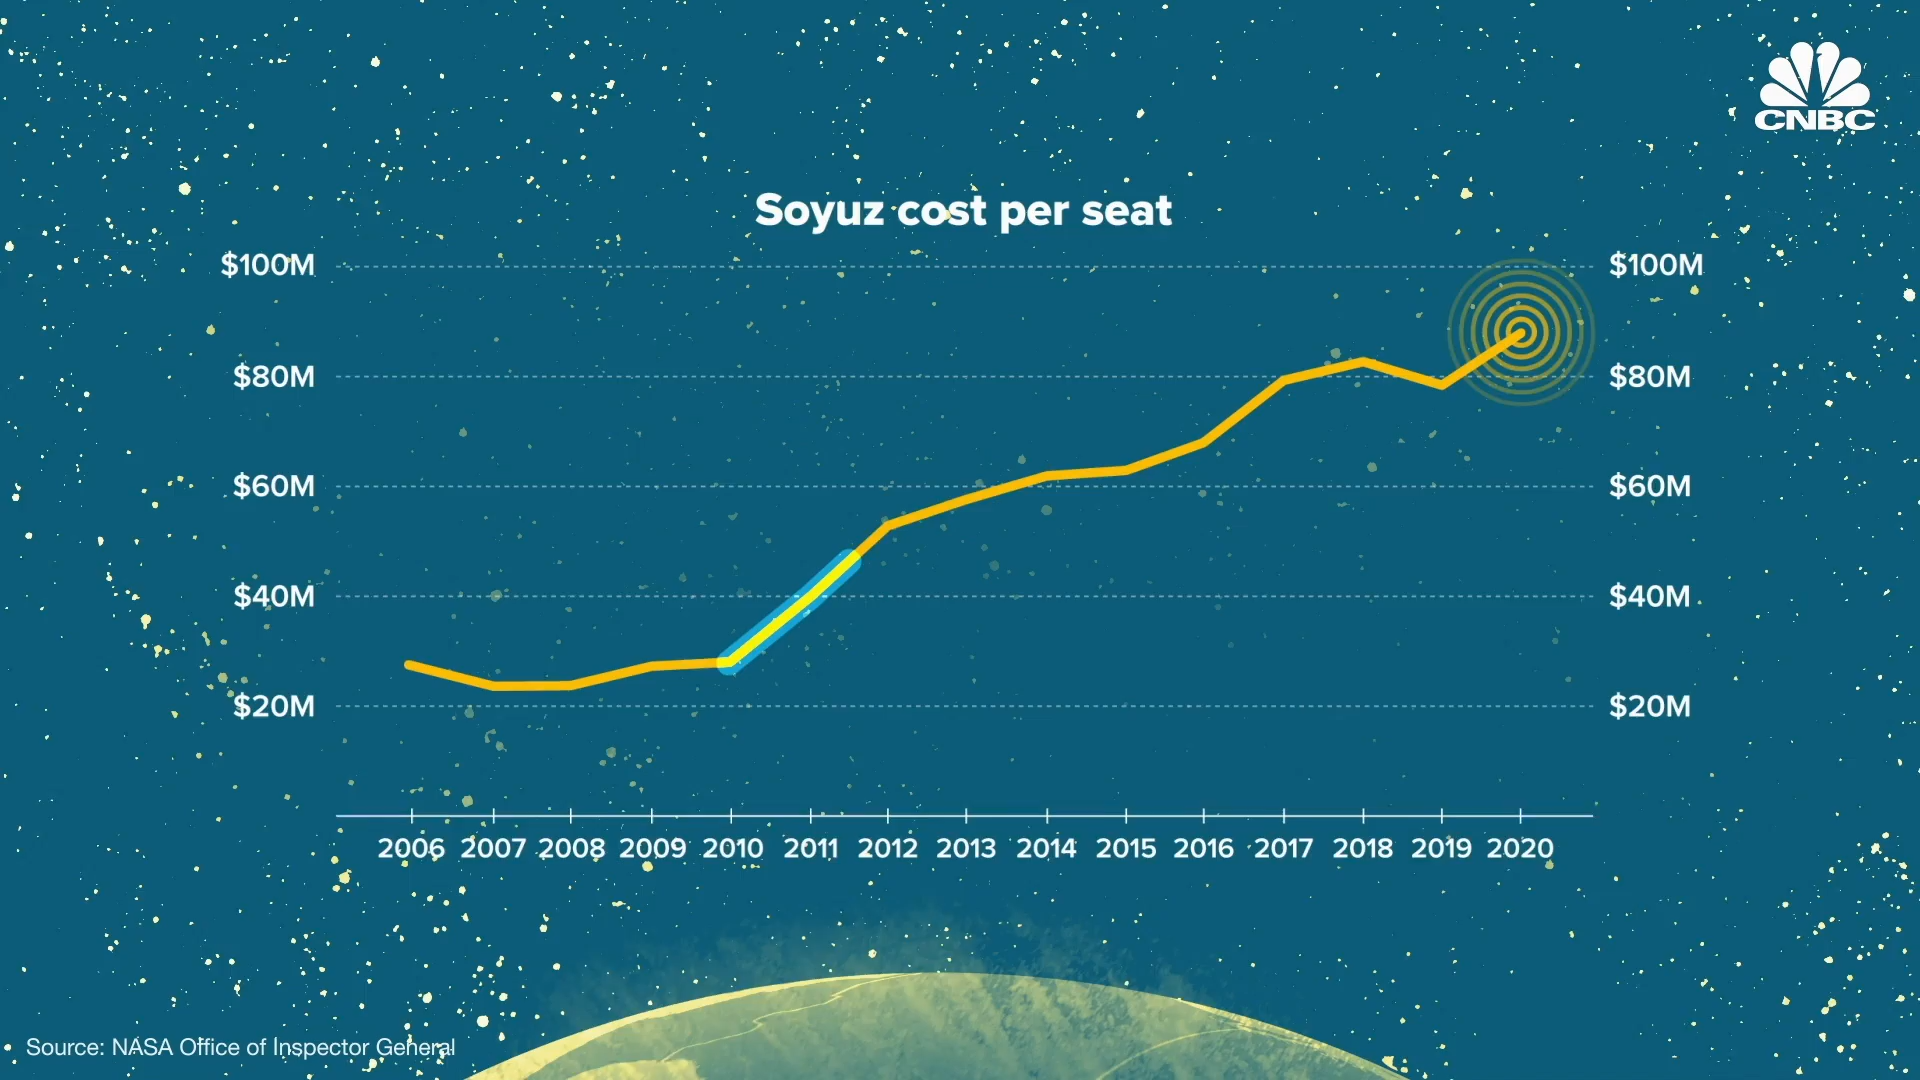 CNBC
Soyuz cost per seat
$100M $100M
$80M $80M
$60M $60M
$40M $40M
$20M $20M
2006 2007 2008 2009 2010 2011 2012 2013 2014 2015 2016 2017 2018 2019 2020
Source: NASA Office of Inspector General